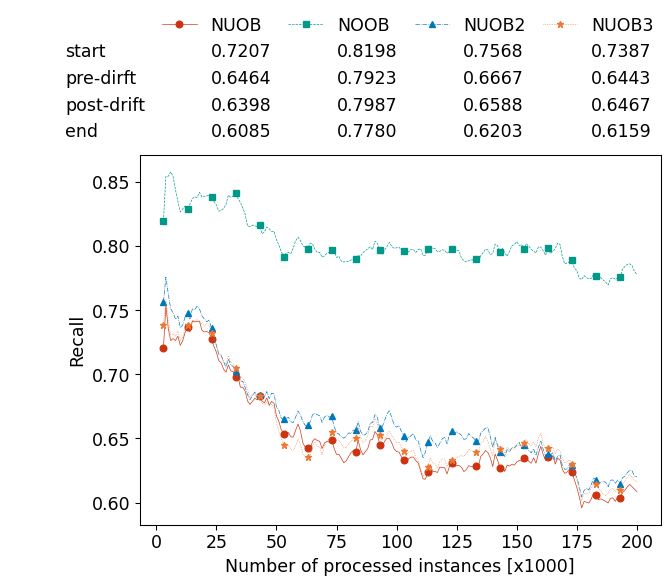 NUOB NOOB NUOB2 NUOB3
start 0.7207 0.8198 0.7568 0.7387
pre-dirft 0.6464 0.7923 0.6667 0.6443
post-drift 0.6398 0.7987 0.6588 0.6467
end 0.6085 0.7780 0.6203 0.6159
0.85
0.80
0.75
0.70
0.65
0.60
Recall
0 25 50 75 100 125 150 175 200
Number of processed instances [x1000]